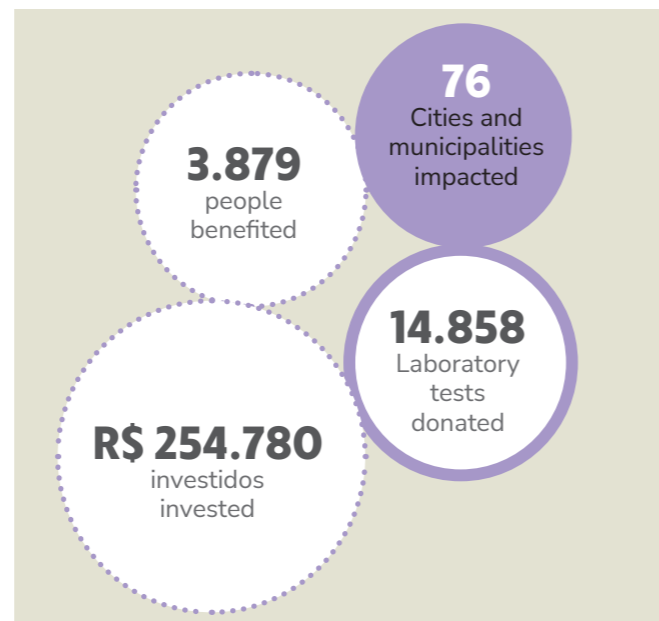 76
Cities and
municipalities
impacted
3.879
people
benefited
14.858
Laboratory
tests
donated
R$ 254.780
investidos
invested